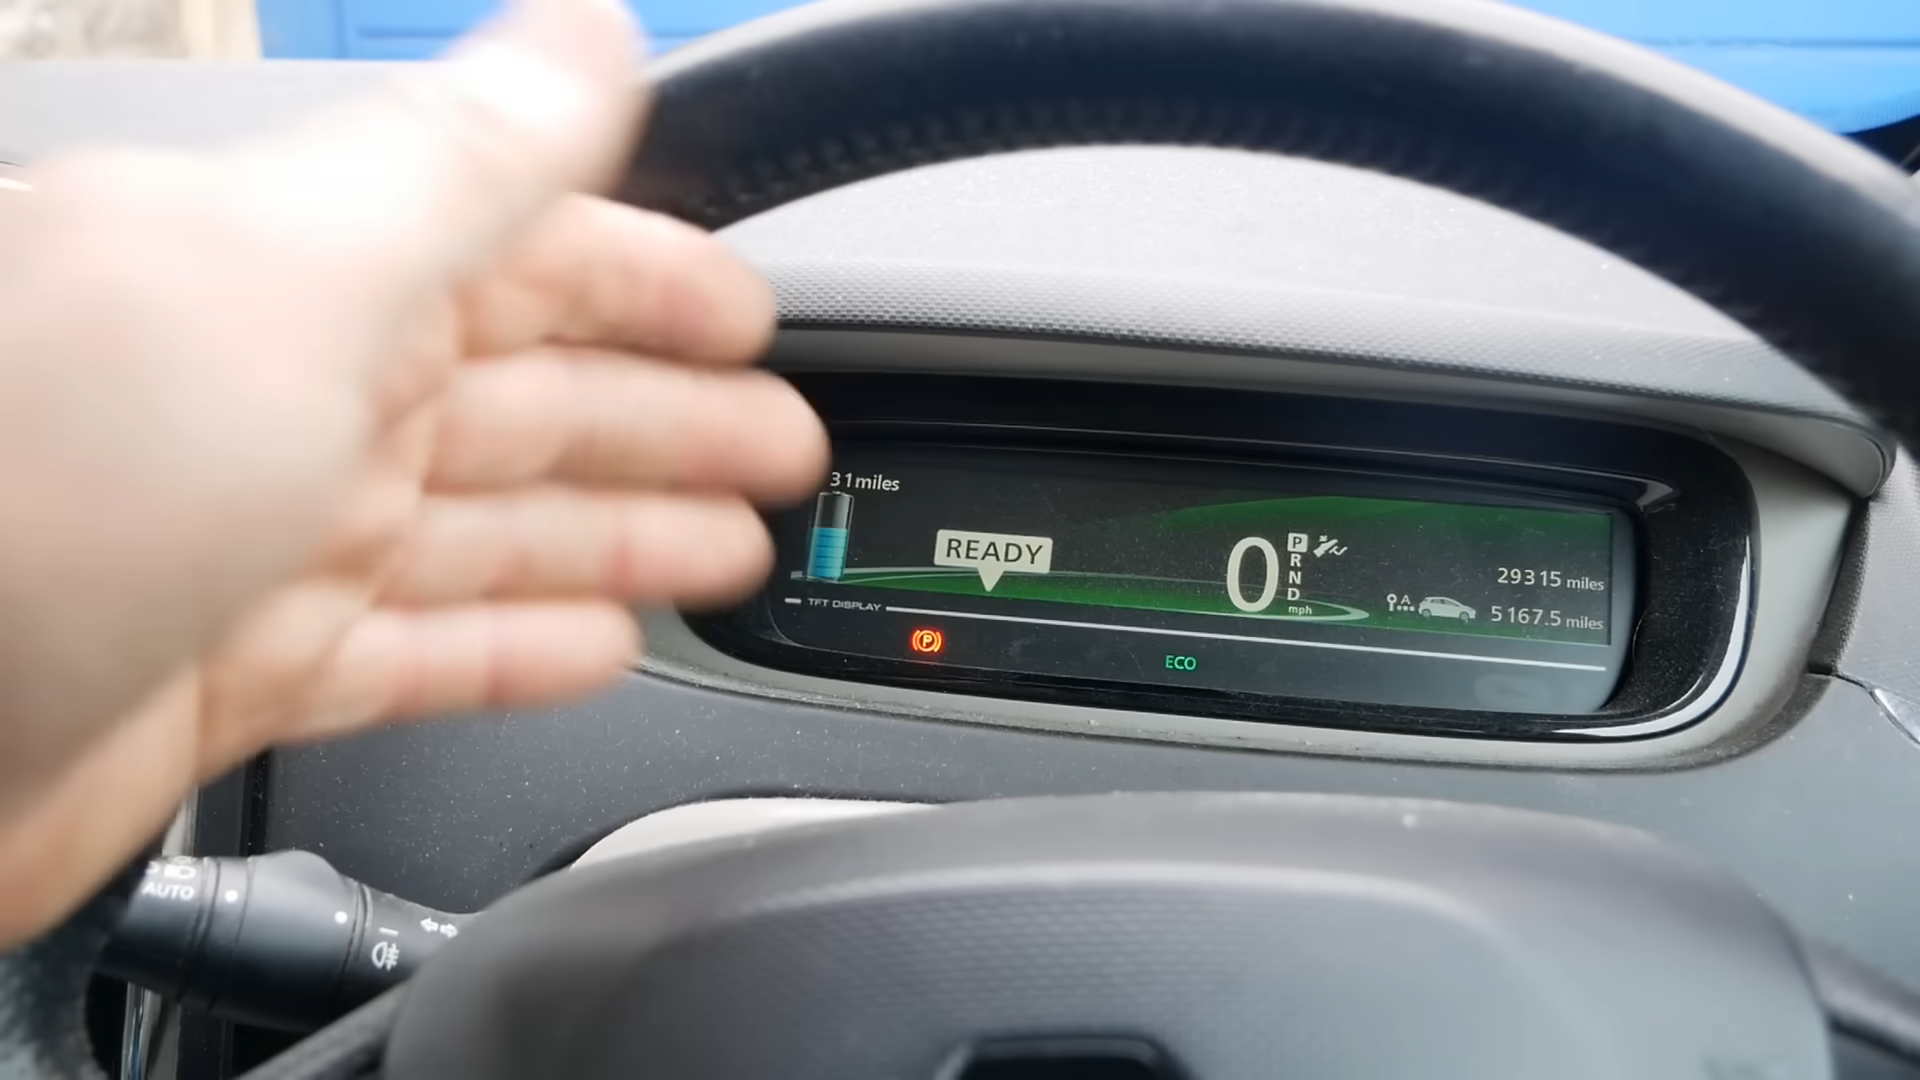 31miles
READY
0
P
R
N
D
mph
29315 miles
A
5167.5 miles
TFT DISPLAY
P
ECO
AUTO